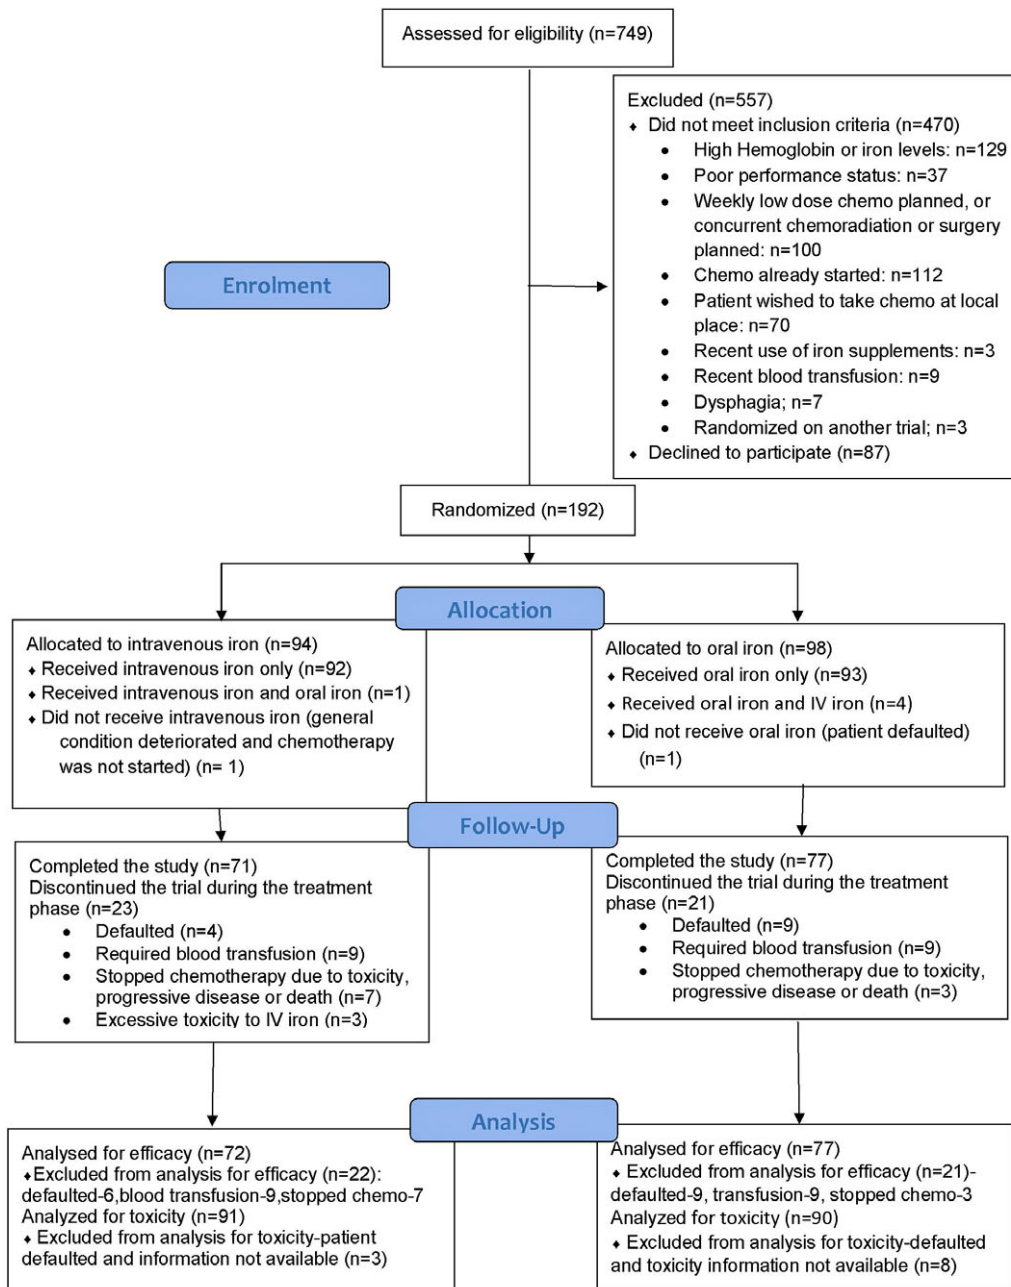 Assessed for eligibility (n=749)
Excluded (n=557)
♦ Did not meet inclusion criteria (n=470)
● High Hemoglobin or iron levels: n=129
● Poor performance status: n=37
● Weekly low dose chemo planned, or
concurrent chemoradiation or surgery
planned: n=100
● Chemo already started: n=112
● Patient wished to take chemo at local
place: n=70
● Recent use of iron supplements: n=3
● Recent blood transfusion: n=9
● Dysphagia; n=7
● Randomized on another trial; n=3
♦ Declined to participate (n=87)
Enrolment
Randomized (n=192)
Allocation
Allocated to intravenous iron (n=94)
♦ Received intravenous iron only (n=92)
♦ Received intravenous iron and oral iron (n=1)
♦ Did not receive intravenous iron (general
condition deteriorated and chemotherapy
was not started) (n= 1)
Allocated to oral iron (n=98)
♦ Received oral iron only (n=93)
♦ Received oral iron and IV iron (n=4)
♦ Did not receive oral iron (patient defaulted)
(n=1)
Follow-Up
Completed the study (n=71)
Discontinued the trial during the treatment
phase (n=23)
● Defaulted (n=4)
● Required blood transfusion (n=9)
● Stopped chemotherapy due to toxicity,
progressive disease or death (n=7)
● Excessive toxicity to IV iron (n=3)
Completed the study (n=77)
Discontinued the trial during the treatment
phase (n=21)
● Defaulted (n=9)
● Required blood transfusion (n=9)
● Stopped chemotherapy due to toxicity,
progressive disease or death (n=3)
Analysis
Analysed for efficacy (n=72)
♦Excluded from analysis for efficacy (n=22):
defaulted-6,blood transfusion-9,stopped chemo-7
Analyzed for toxicity (n=91)
♦ Excluded from analysis for toxicity-patient
defaulted and information not available (n=3)
Analysed for efficacy (n=77)
♦ Excluded from analysis for efficacy (n=21)-
defaulted-9, transfusion-9, stopped chemo-3
Analyzed for toxicity (n=90)
♦ Excluded from analysis for toxicity-defaulted
and toxicity information not available (n=8)